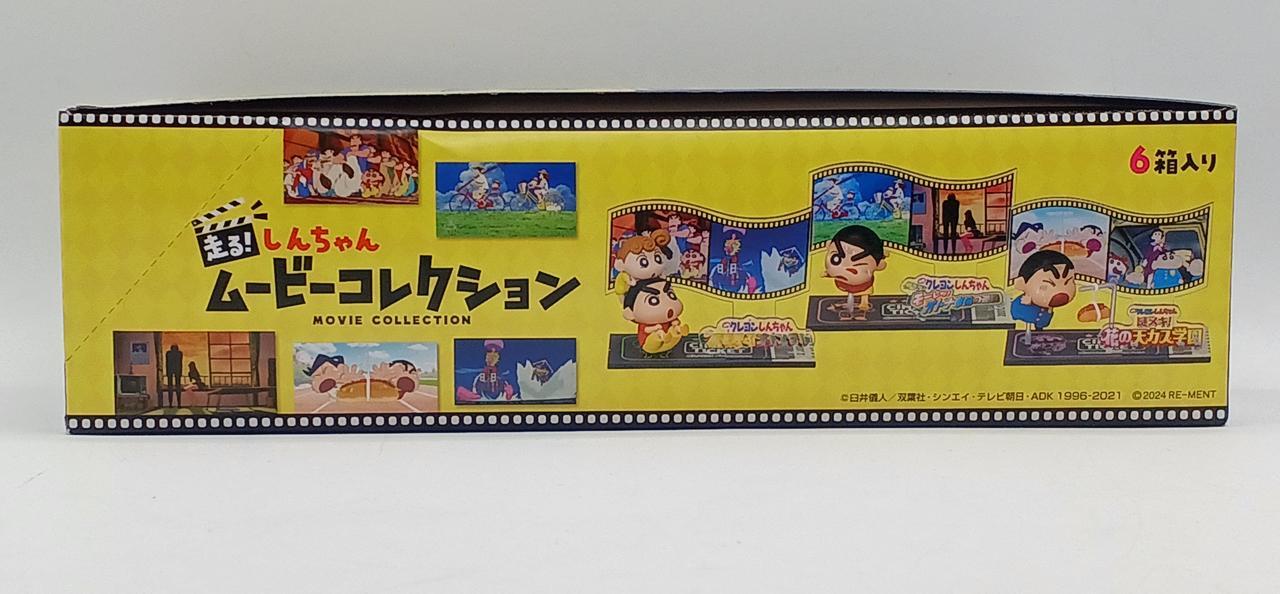 走る!しんちゃん
ムービーコレクション
MOVIE COLLECTION
6箱入り
クレヨンしんちゃん
クレヨンしんちゃん
クレヨンしんちゃん
謎メキ!
花の天カス学園
©臼井儀人/双葉社・シンエイ・テレビ朝日・ADK 1996-2021 ©2024 RE-MENT